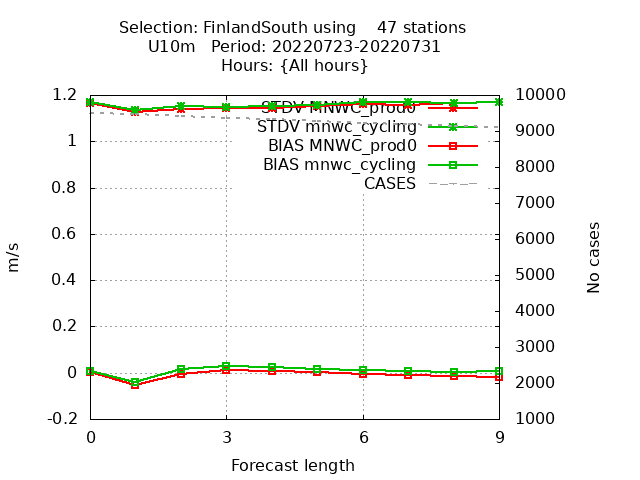 Selection: FinlandSouth using 47 stations
U10m Period: 20220723-20220731
Hours: {All hours}
STDV MNWC_prod0
STDV mnwc_cycling
BIAS MNWC_prod0
BIAS mnwc_cycling
CASES
1.2
1
0.8
0.6
0.4
0.2
0
-0.2
m/s
10000
9000
8000
7000
6000
5000
4000
3000
2000
1000
No cases
0 3 6 9
Forecast length